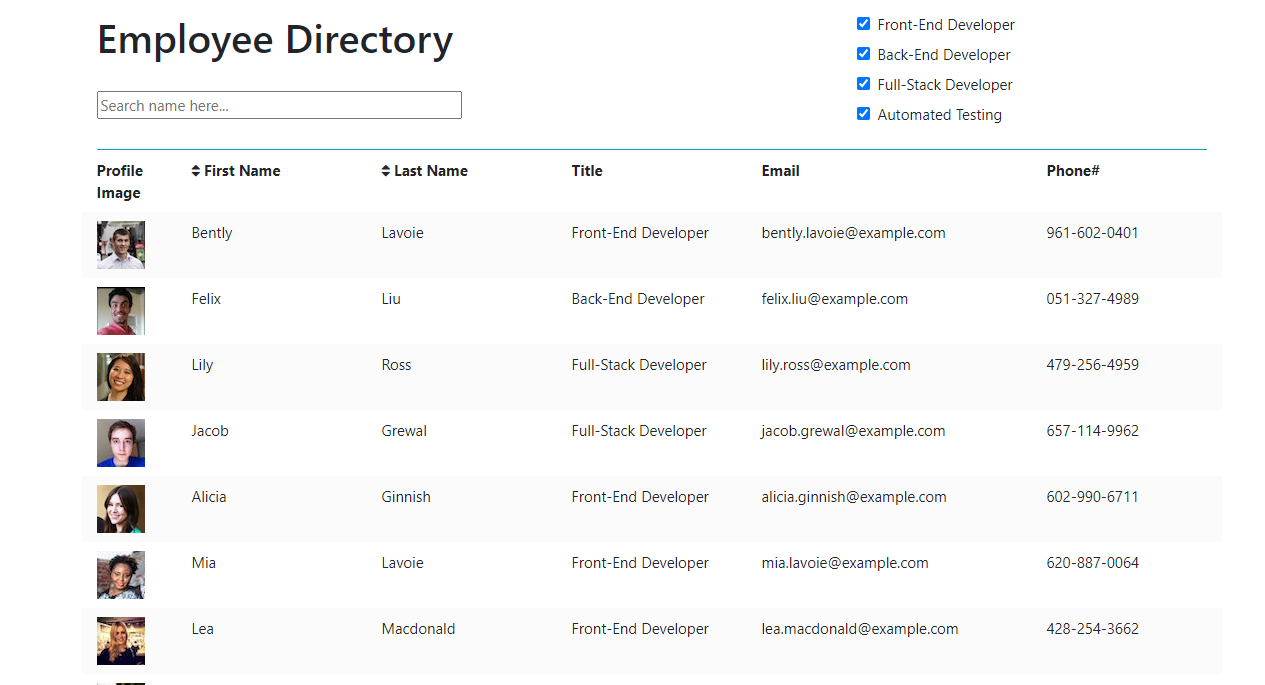 Employee Directory
Search name here...
Front-End Developer
Back-End Developer
Full-Stack Developer
Automated Testing
Profile Image First Name Last Name Title Email Phone#
Bently Lavoie Front-End Developer bently.lavoie@example.com 961-602-0401
Felix Liu Back-End Developer felix.liu@example.com 051-327-4989
Lily Ross Full-Stack Developer lily.ross@example.com 479-256-4959
Jacob Grewal Full-Stack Developer jacob.grewal@example.com 657-114-9962
Alicia Ginnish Front-End Developer alicia.ginnish@example.com 602-990-6711
Mia Lavoie Front-End Developer mia.lavoie@example.com 620-887-0064
Lea Macdonald Front-End Developer lea.macdonald@example.com 428-254-3662